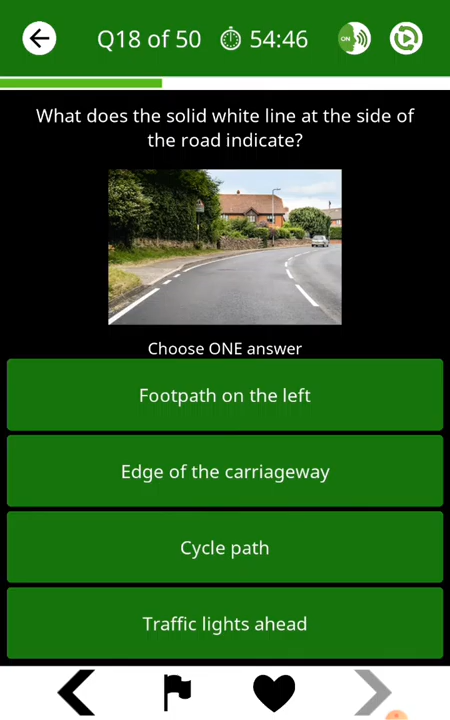 Q18 of 50 54:46
ON
What does the solid white line at the side of
the road indicate?
Choose ONE answer
Footpath on the left
Edge of the carriageway
Cycle path
Traffic lights ahead